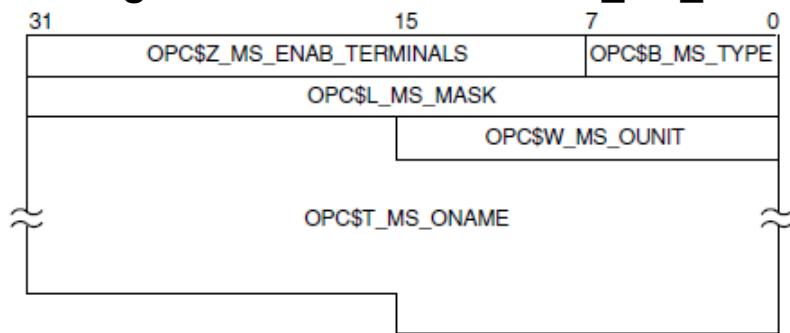 31 15 7 0
OPC$Z_MS_ENAB_TERMINALS OPC$B_MS_TYPE
OPC$L_MS_MASK
OPC$W_MS_OUNIT
OPC$T_MS_ONAME